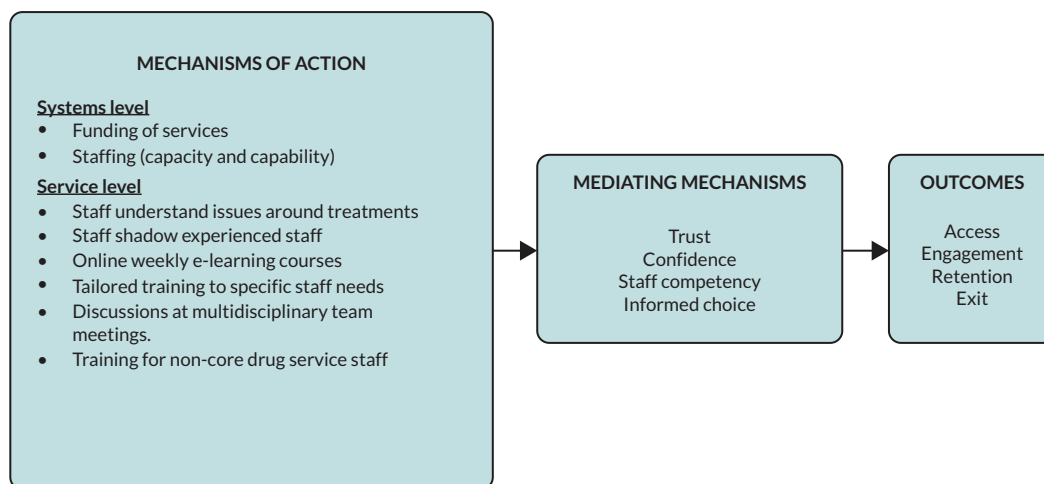 MECHANISMS OF ACTION
Systems level
• Funding of services
• Staffing (capacity and capability)
Service level
• Staff understand issues around treatments
• Staff shadow experienced staff
• Online weekly e-learning courses
• Tailored training to specific staff needs
• Discussions at multidisciplinary team
meetings.
• Training for non-core drug service staff
MEDIATING MECHANISMS
Trust
Confidence
Staff competency
Informed choice
OUTCOMES
Access
Engagement
Retention
Exit